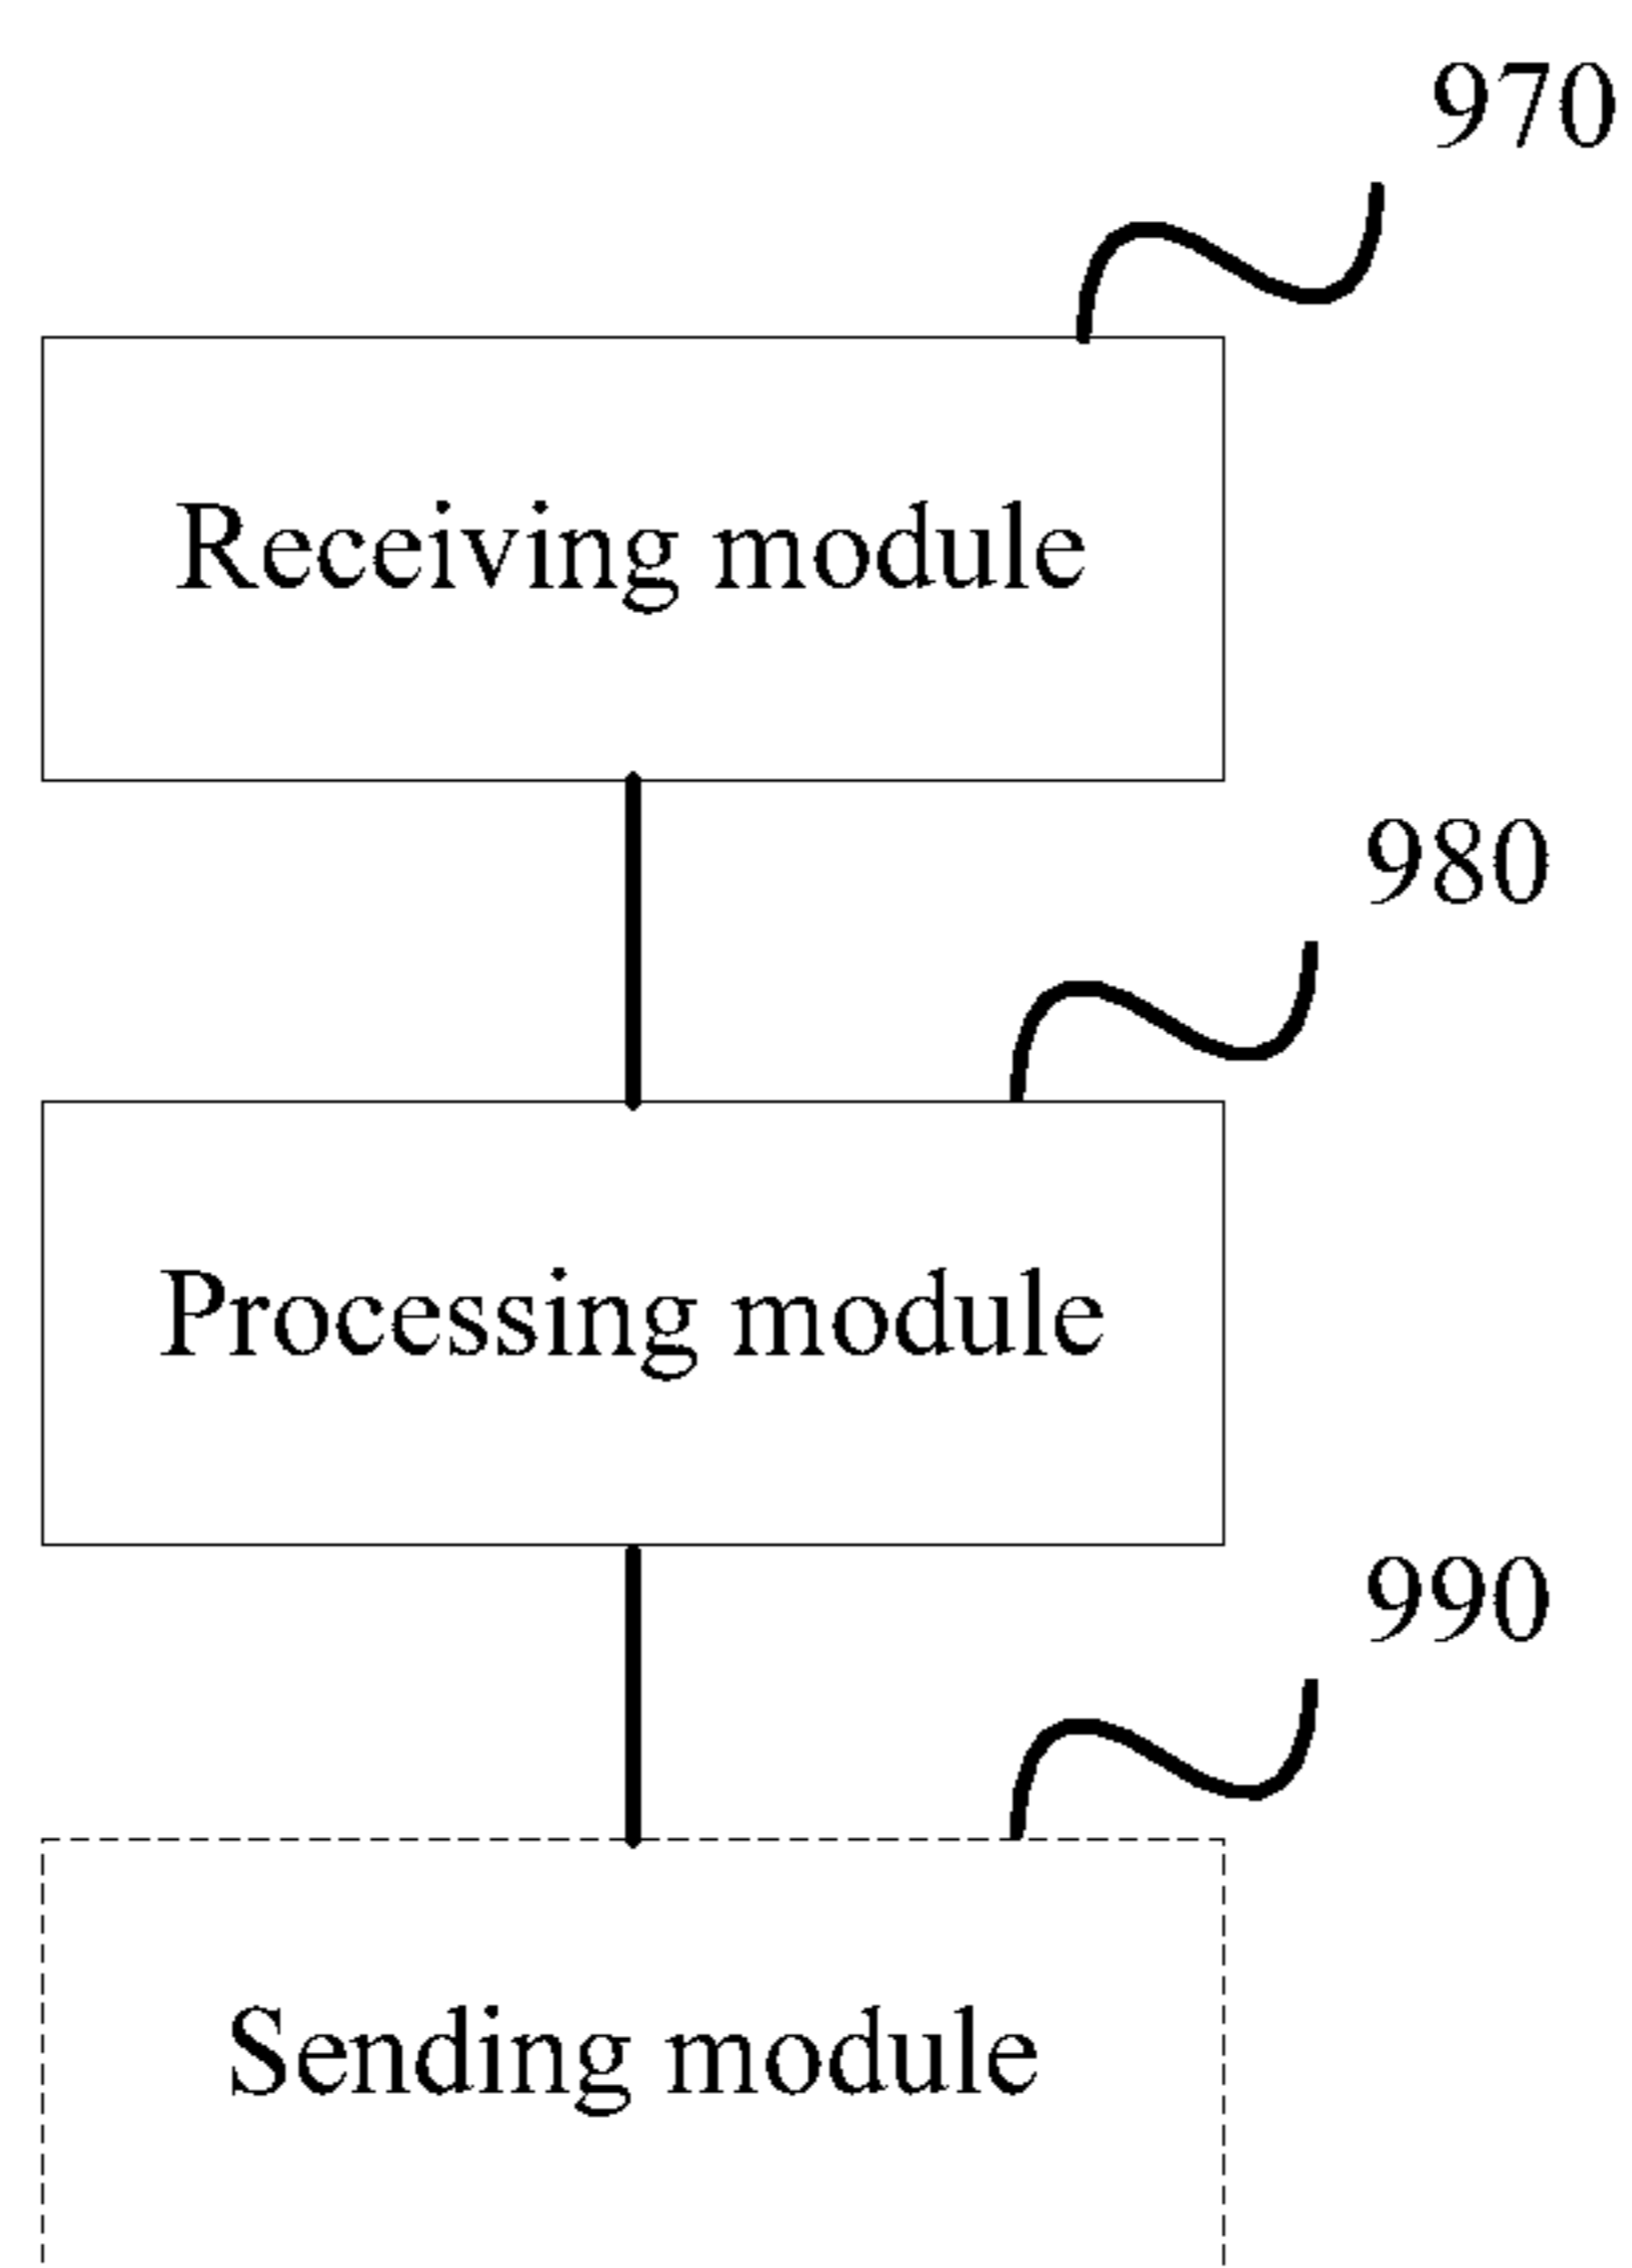 970
Receiving module
980
Processing module
990
Sending module